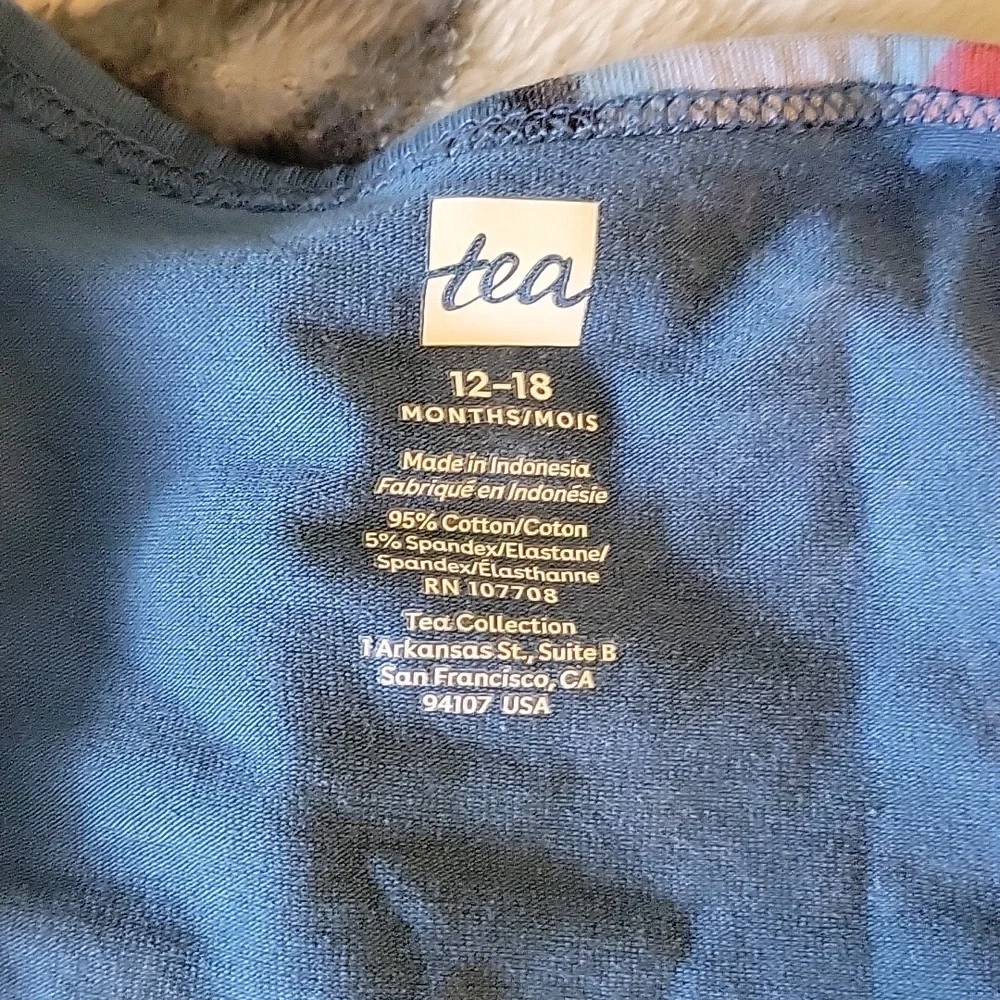 tea
12–18
MONTHS/MOIS
Made in Indonesia
Fabriqué en Indonésie
95% Cotton/Coton
5% Spandex/Elastane/
Spandex/Élasthanne
RN 107708
Tea Collection
1 Arkansas St., Suite B
San Francisco, CA
94107 USA